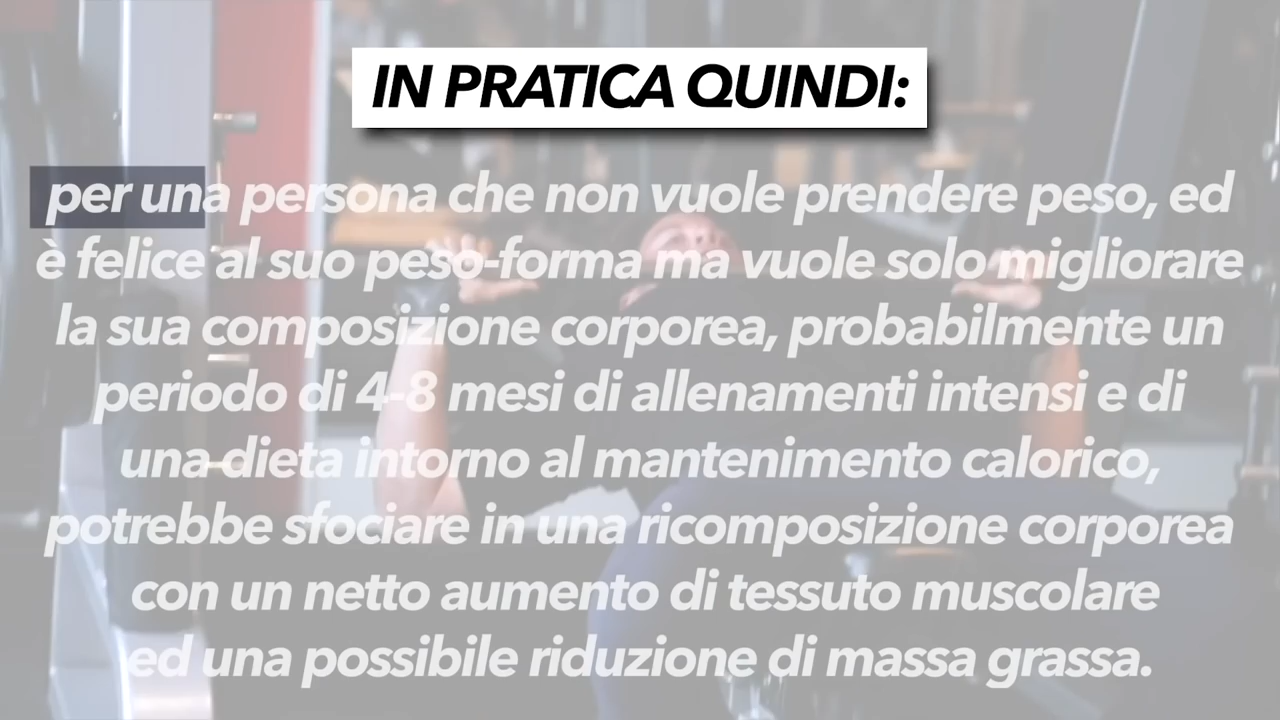 IN PRATICA QUINDI:
per una persona che non vuole prendere peso, ed
è felice al suo peso-forma ma vuole solo migliorare
la sua composizione corporea, probabilmente un
periodo di 4-8 mesi di allenamenti intensi e di
una dieta intorno al mantenimento calorico,
potrebbe sfociare in una ricomposizione corporea
con un netto aumento di tessuto muscolare
ed una possibile riduzione di massa grassa.